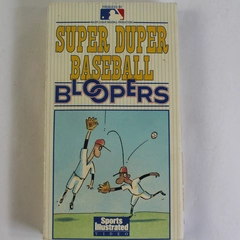 SUPER DUPER
BASEBALL
BLOOPERS
Sports
Illustrated